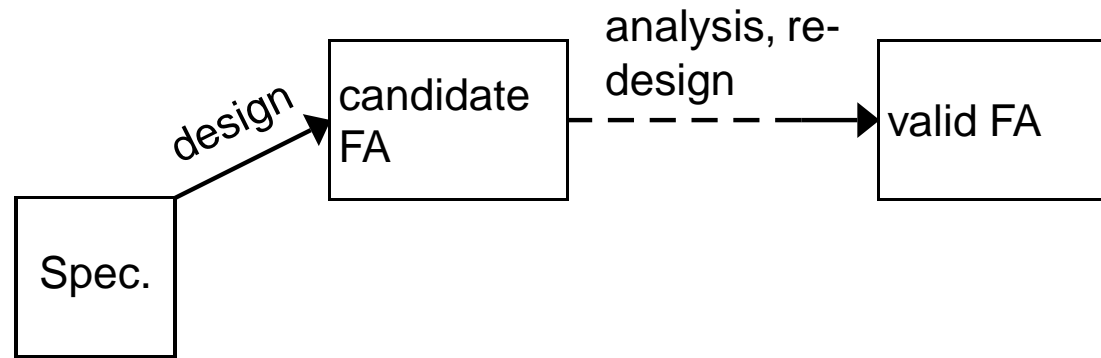 analysis, re-
design
candidate
FA
valid FA
design
Spec.